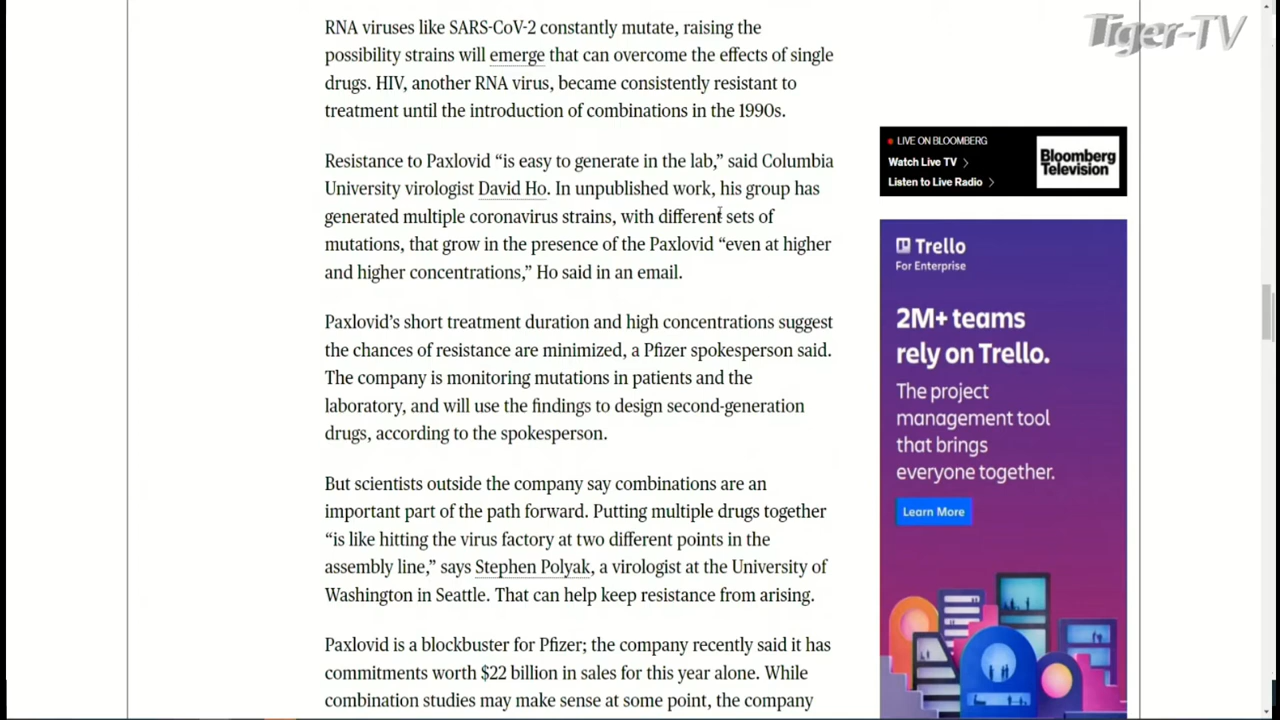 Tiger-TV
RNA viruses like SARS-CoV-2 constantly mutate, raising the
possibility strains will emerge that can overcome the effects of single
drugs. HIV, another RNA virus, became consistently resistant to
treatment until the introduction of combinations in the 1990s.
Resistance to Paxlovid “is easy to generate in the lab,” said Columbia
University virologist David Ho. In unpublished work, his group has
generated multiple coronavirus strains, with different sets of
mutations, that grow in the presence of the Paxlovid “even at higher
and higher concentrations,” Ho said in an email.
Paxlovid’s short treatment duration and high concentrations suggest
the chances of resistance are minimized, a Pfizer spokesperson said.
The company is monitoring mutations in patients and the
laboratory, and will use the findings to design second-generation
drugs, according to the spokesperson.
But scientists outside the company say combinations are an
important part of the path forward. Putting multiple drugs together
“is like hitting the virus factory at two different points in the
assembly line,” says Stephen Polyak, a virologist at the University of
Washington in Seattle. That can help keep resistance from arising.
Paxlovid is a blockbuster for Pfizer; the company recently said it has
commitments worth $22 billion in sales for this year alone. While
combination studies may make sense at some point, the company
LIVE ON BLOOMBERG
Watch Live TV
Listen to Live Radio
Bloomberg
Television
Trello
For Enterprise
2M+ teams
rely on Trello.
The project
management tool
that brings
everyone together.
Learn More